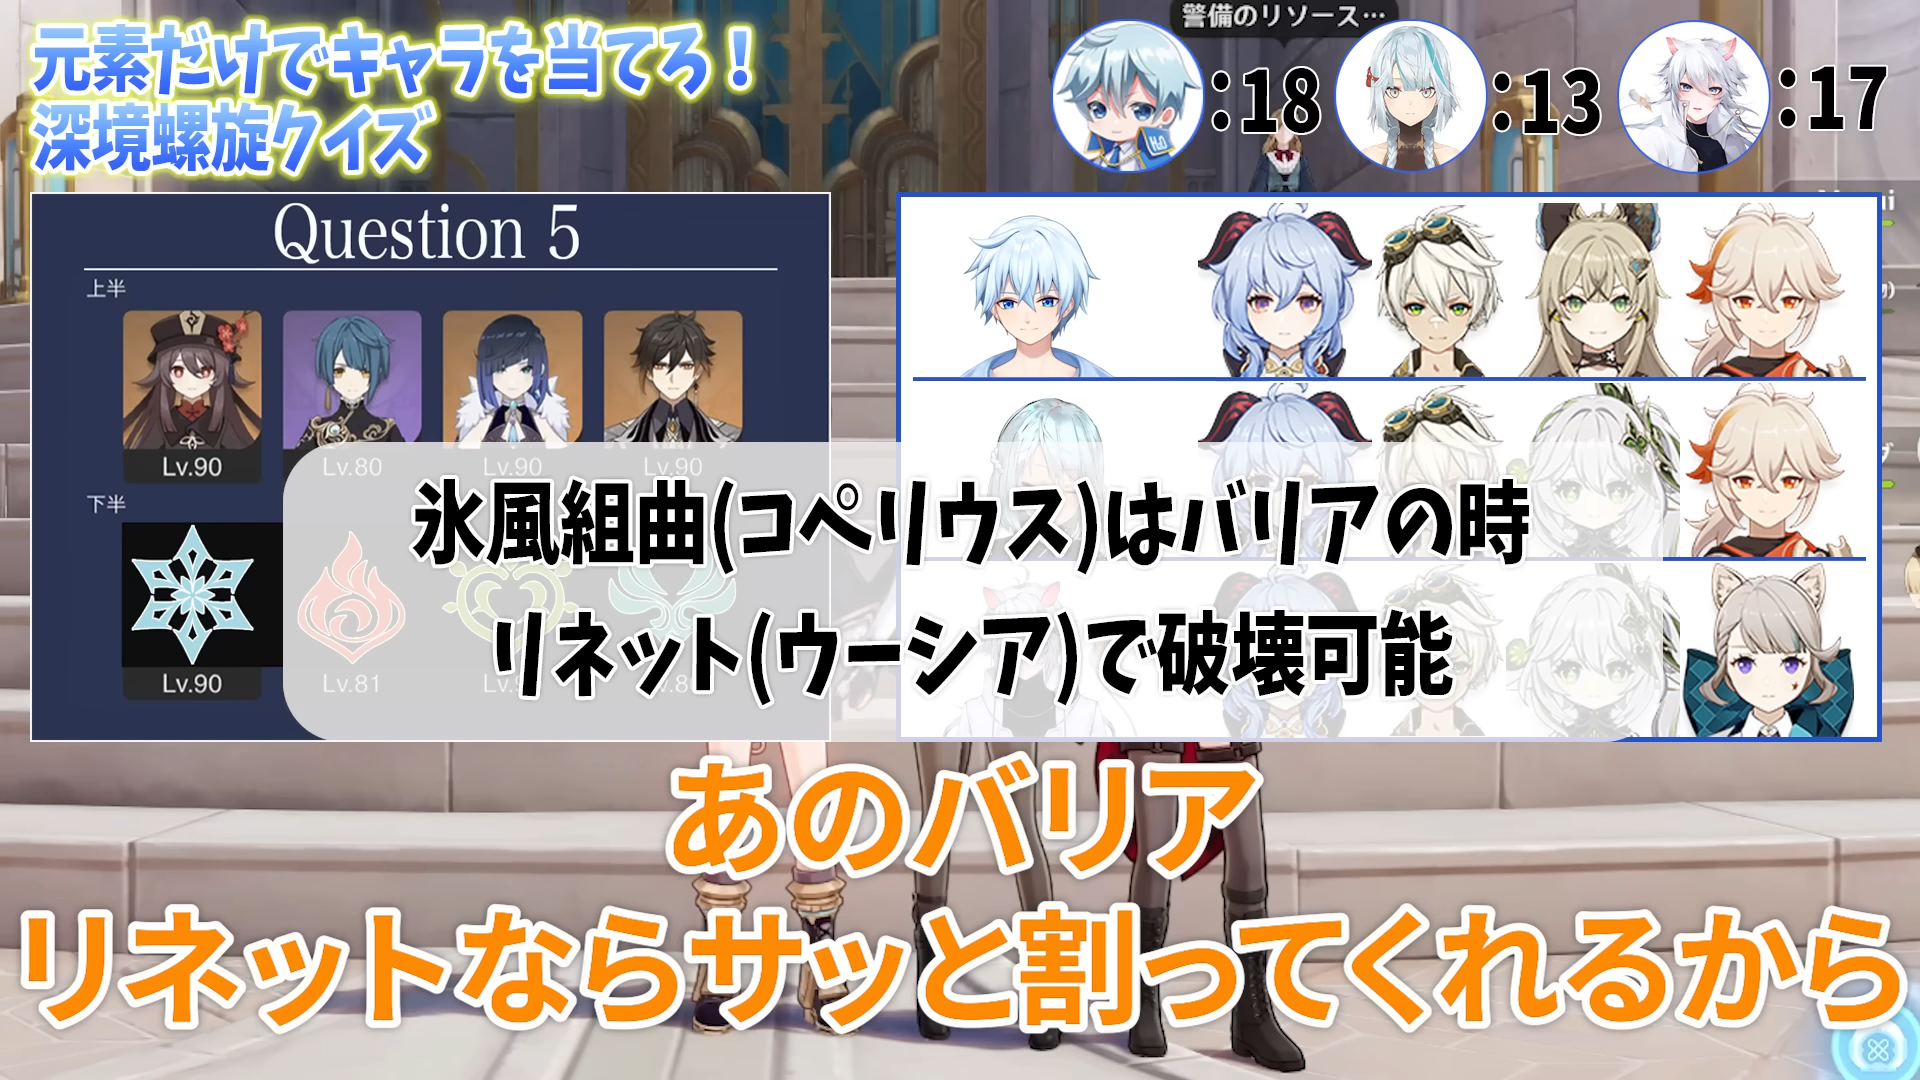 元素だけでキャラを当てろ！
深境螺旋クイズ
警備のリソース…
:18
:13
:17
Question 5
上半
Lv.90
Lv.80
Lv.90
Lv.90
下半
Lv.90
Lv.81
氷風組曲(コペリウス)はバリアの時
リネット(ウーシア)で破壊可能
あのバリア
リネットならサッと割ってくれるから
H₂O